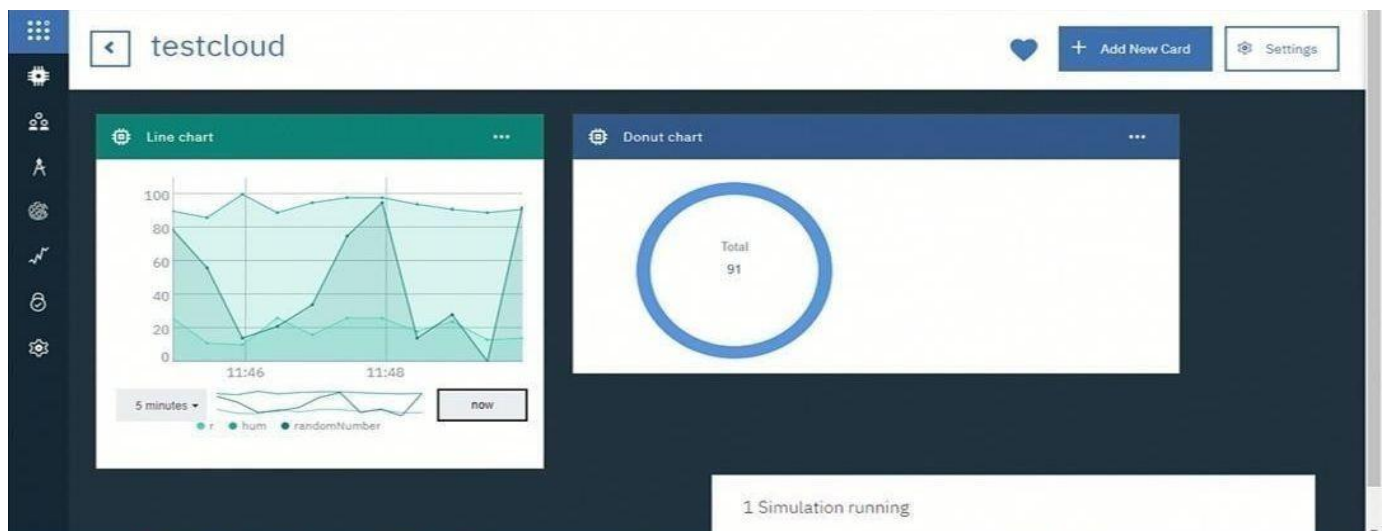 testcloud
+ Add New Card
Settings
Line chart
...
Donut chart
...
100
80
60
40
20
0
11:46
11:48
5 minutes
now
r
hum
randomNumber
Total
91
1 Simulation running